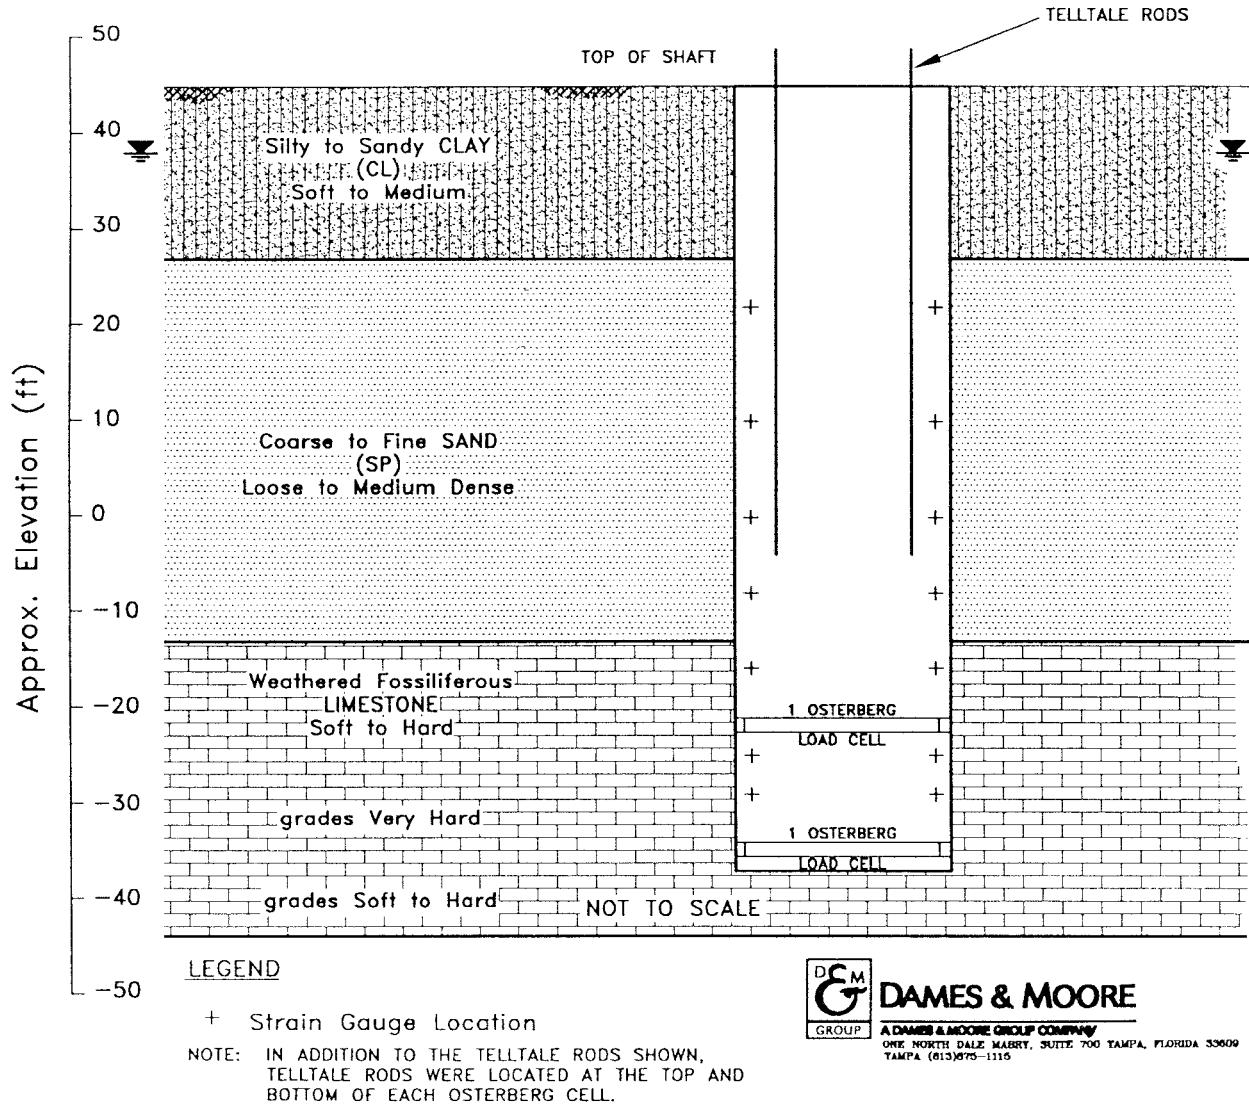 TELLTALE RODS
50
TOP OF SHAFT
40
Silty to Sandy CLAY
(CL)
Soft to Medium
30
20
10
Coarse to Fine SAND
(SP)
Loose to Medium Dense
0
-10
Weathered Fossiliferous
LIMESTONE
Soft to Hard
-20
1 OSTERBERG
LOAD CELL
-30
grades Very Hard
1 OSTERBERG
LOAD CELL
-40
grades Soft to Hard
NOT TO SCALE
-50
Approx. Elevation (ft)
LEGEND
+ Strain Gauge Location
NOTE: IN ADDITION TO THE TELLTALE RODS SHOWN,
TELLTALE RODS WERE LOCATED AT THE TOP AND
BOTTOM OF EACH OSTERBERG CELL.
D & M
GROUP
DAMES & MOORE
A DAMES & MOORE GROUP COMPANY
ONE NORTH DALE MABRY, SUITE 700 TAMPA, FLORIDA 33609
TAMPA (813)875-1115